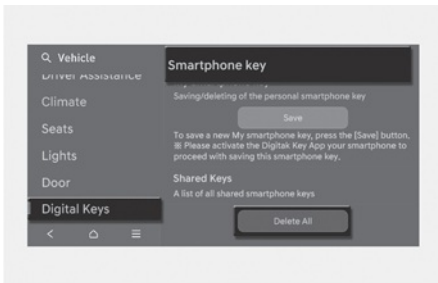 Vehicle
Driver Assistance
Climate
Seats
Lights
Door
Digital Keys
Smartphone key
Saving/deleting of the personal smartphone key
Save
To save a new My smartphone key, press the [Save] button.
※ Please activate the Digitak Key App your smartphone to
proceed with saving this smartphone key.
Shared Keys
A list of all shared smartphone keys
Delete All